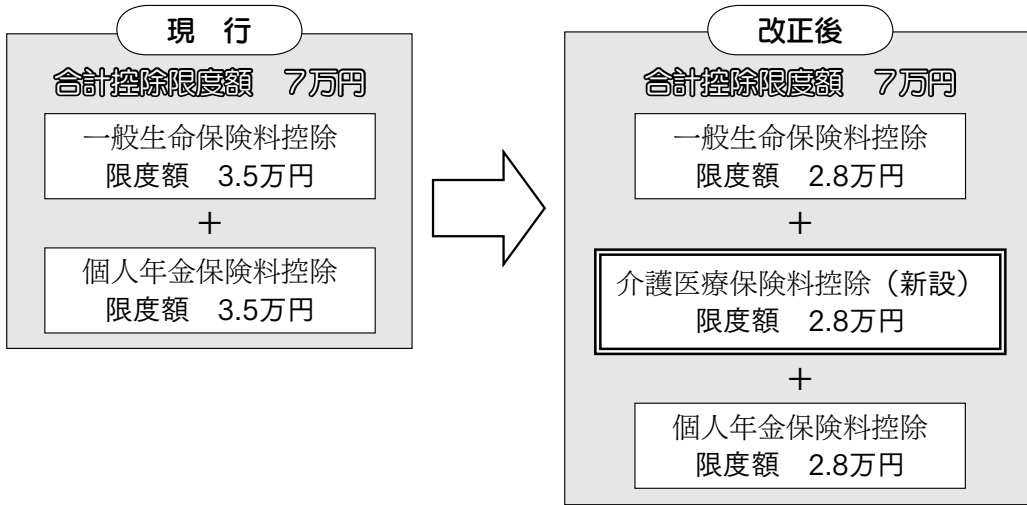 現　行
合計控除限度額　７万円
一般生命保険料控除
限度額　3.5万円
＋
個人年金保険料控除
限度額　3.5万円
改正後
合計控除限度額　７万円
一般生命保険料控除
限度額　2.8万円
＋
介護医療保険料控除（新設）
限度額　2.8万円
＋
個人年金保険料控除
限度額　2.8万円